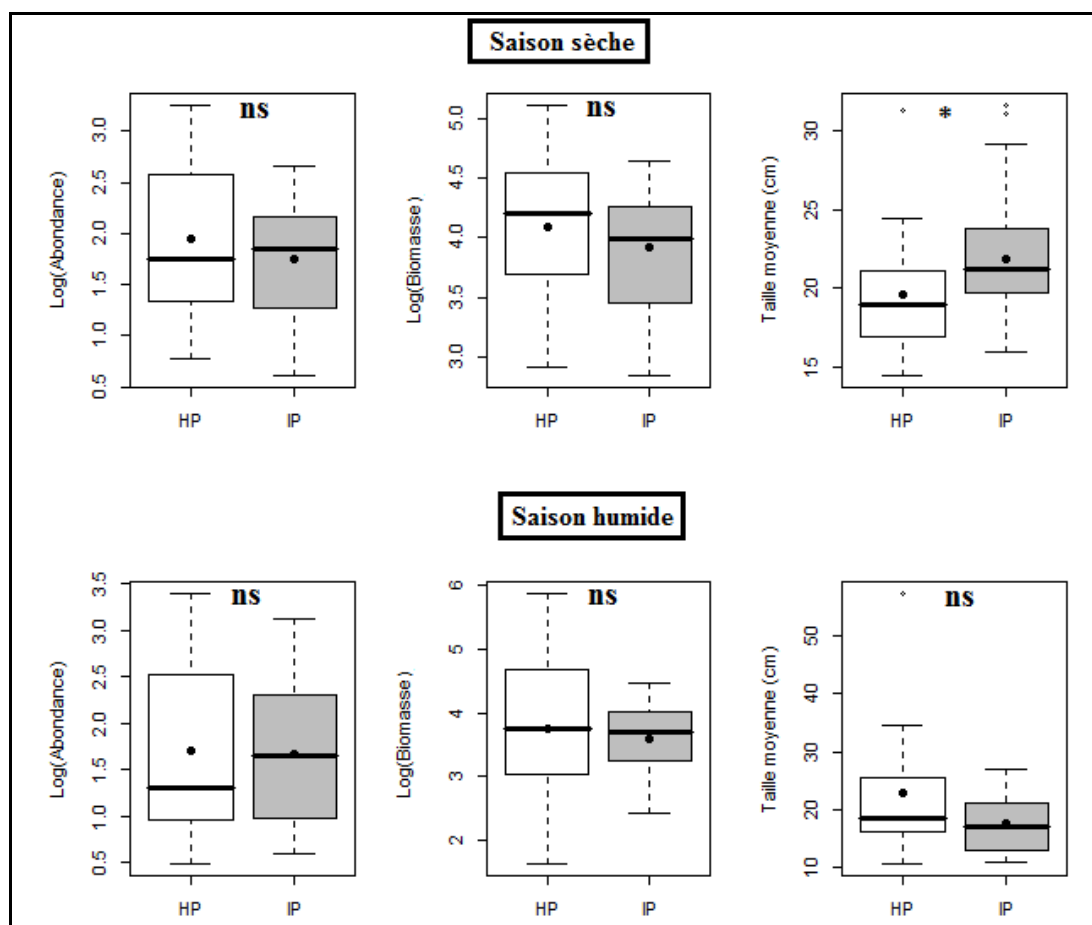 Saison sèche
ns
Log(Abondance)
0.5 1.0 1.5 2.0 2.5 3.0
HP IP
ns
Log(Biomasse)
3.0 3.5 4.0 4.5 5.0
HP IP
*
Taille moyenne (cm)
15 20 25 30
HP IP
Saison humide
ns
Log(Abondance)
0.5 1.0 1.5 2.0 2.5 3.0 3.5
HP IP
ns
Log(Biomasse)
2 3 4 5 6
HP IP
ns
Taille moyenne (cm)
10 20 30 40 50
HP IP